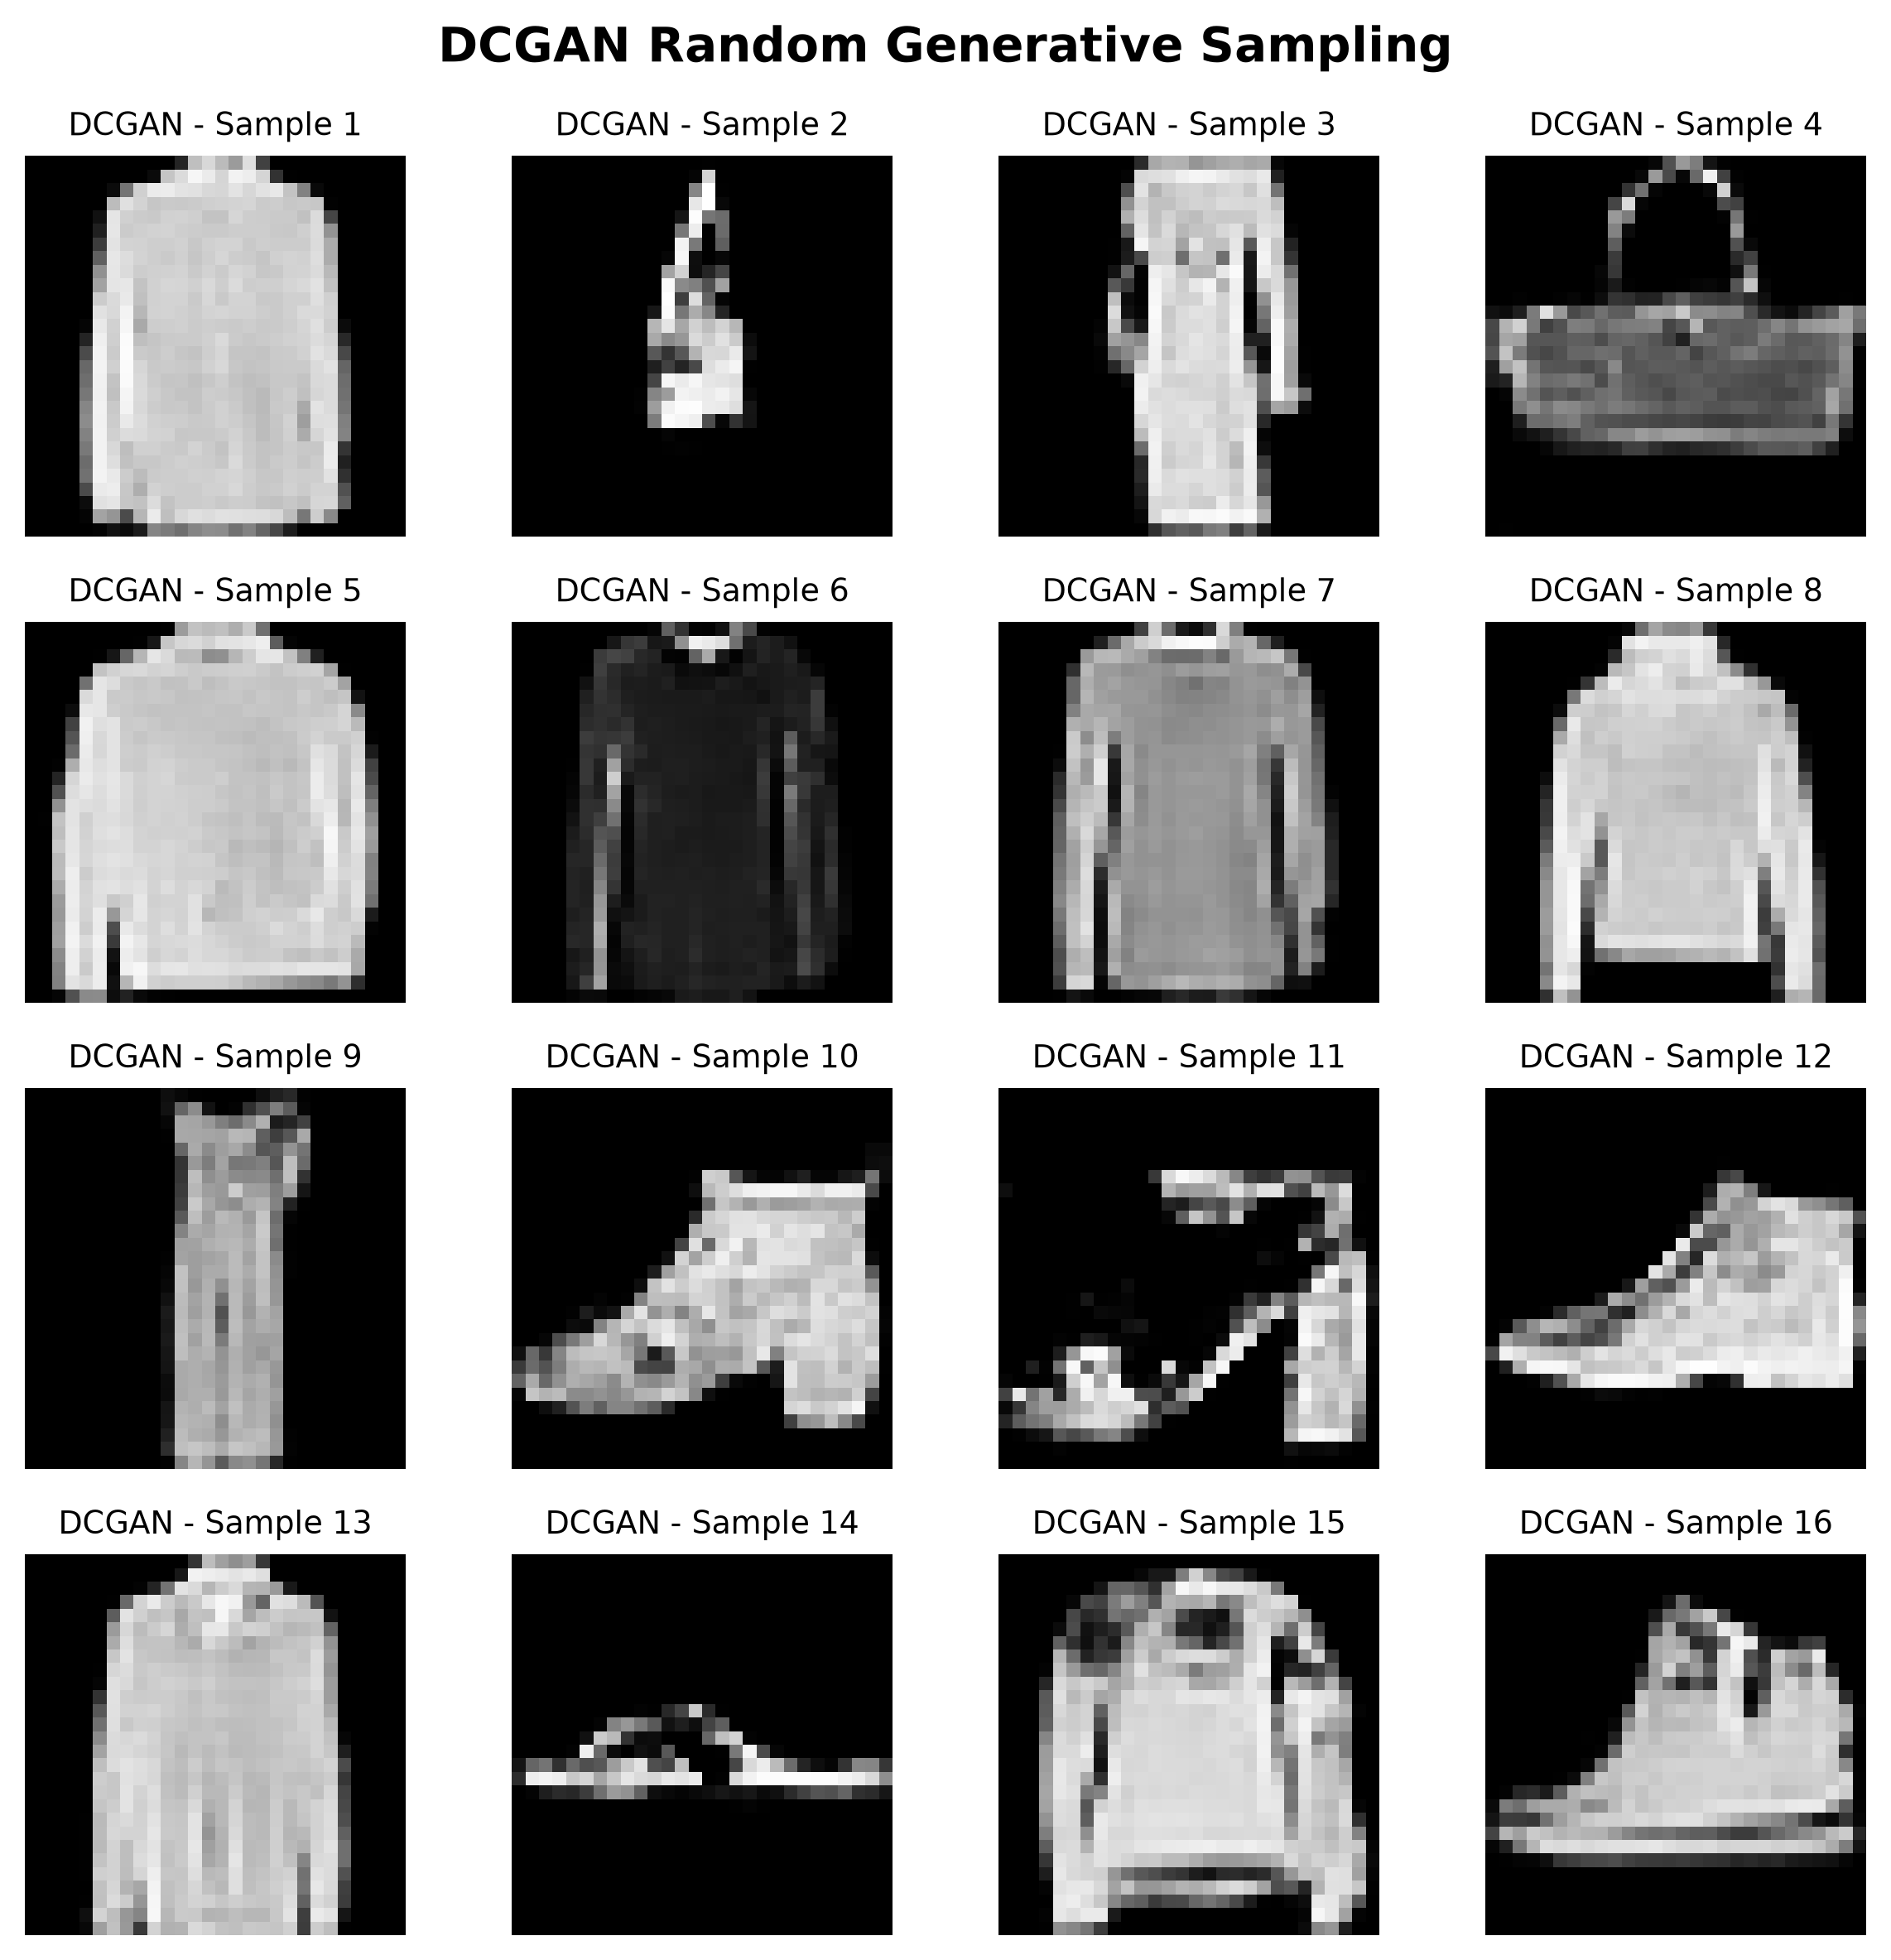 DCGAN Random Generative Sampling
DCGAN - Sample 1
DCGAN - Sample 2
DCGAN - Sample 3
DCGAN - Sample 4
DCGAN - Sample 5
DCGAN - Sample 6
DCGAN - Sample 7
DCGAN - Sample 8
DCGAN - Sample 9
DCGAN - Sample 10
DCGAN - Sample 11
DCGAN - Sample 12
DCGAN - Sample 13
DCGAN - Sample 14
DCGAN - Sample 15
DCGAN - Sample 16